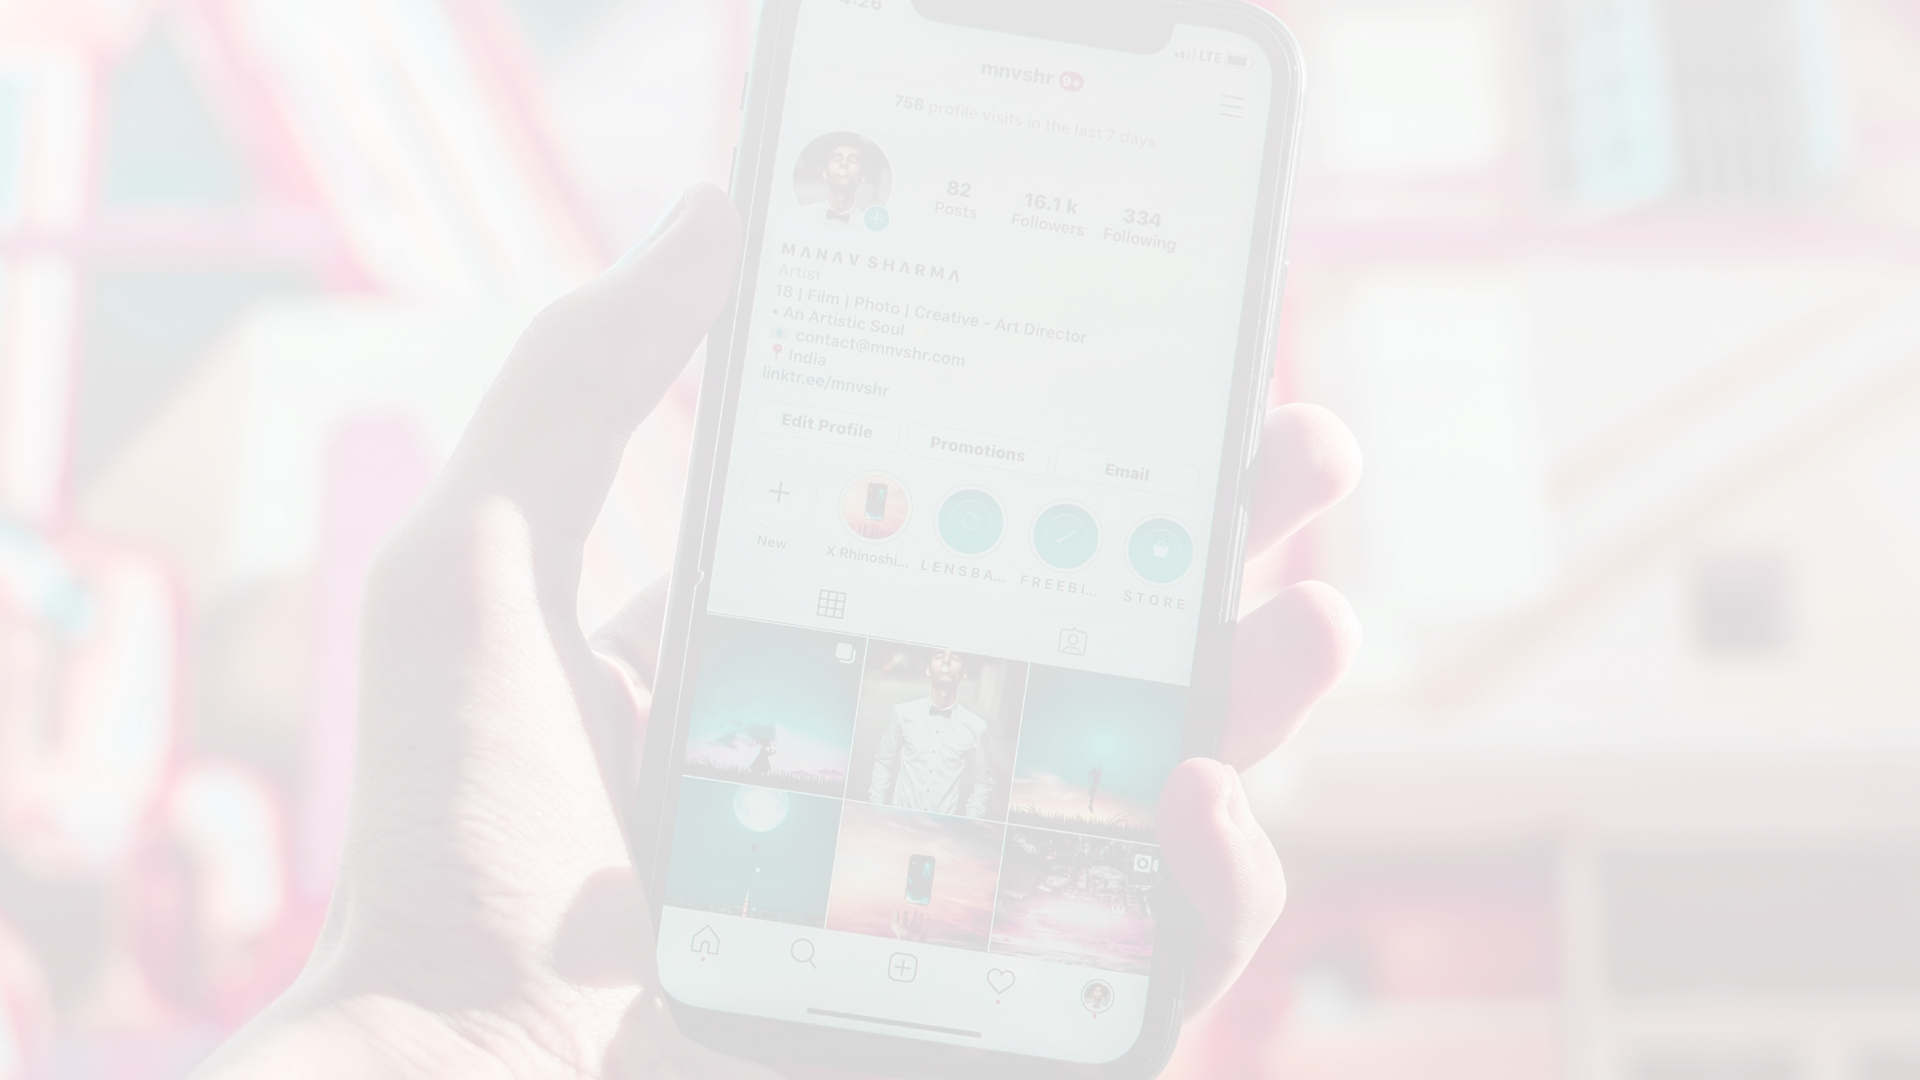 4:26
LTE
mnvshr 9+
758 profile visits in the last 7 days
82
Posts
16.1 k
Followers
334
Following
MANAV SHARMA
Artist
18 | Film | Photo | Creative - Art Director
• An Artistic Soul
contact@mnvshr.com
India
linktr.ee/mnvshr
Edit Profile
Promotions
Email
New
X Rhinoshi...
LENSBA...
FREEBI...
STORE